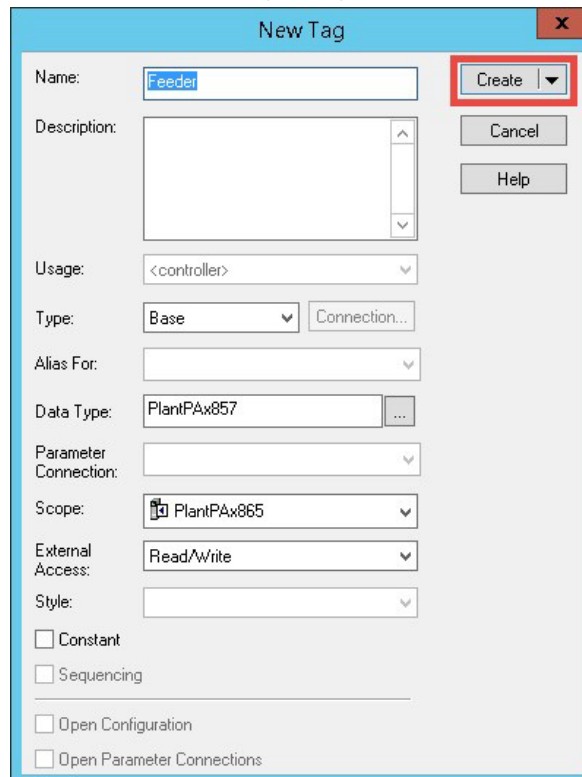 New Tag
x
Name:
Feeder
Create
Description:
Cancel
Help
Usage:
<controller>
Type:
Base
Connection...
Alias For:
Data Type:
PlantPAx857
...
Parameter
Connection:
Scope:
PlantPAx865
External
Access:
Read/Write
Style:
Constant
Sequencing
Open Configuration
Open Parameter Connections